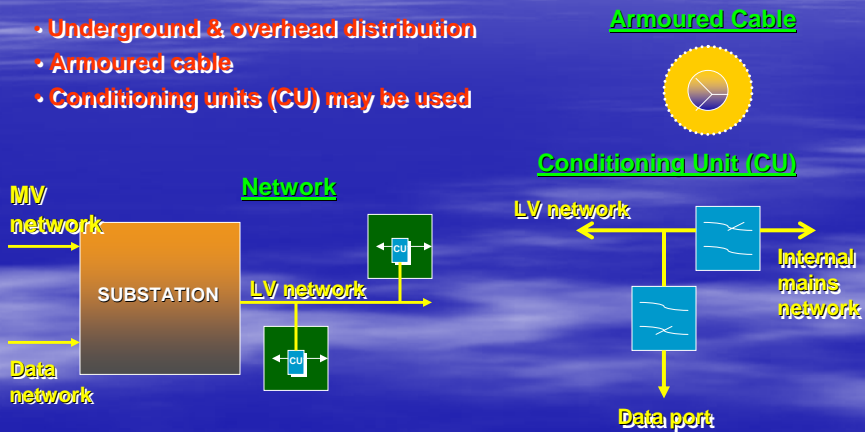 • Underground & overhead distribution
• Armoured cable
• Conditioning units (CU) may be used
Armoured Cable
Conditioning Unit (CU)
Network
MV
network
SUBSTATION
LV network
CU
CU
Data
network
LV network
Internal
mains
network
Data port